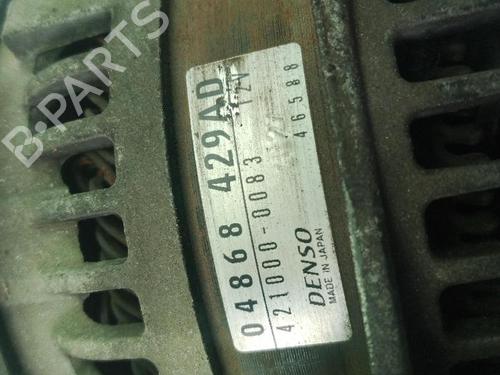 B-PARTS
04868 429AD
12V
421000-0083
46588
DENSO
MADE IN JAPAN